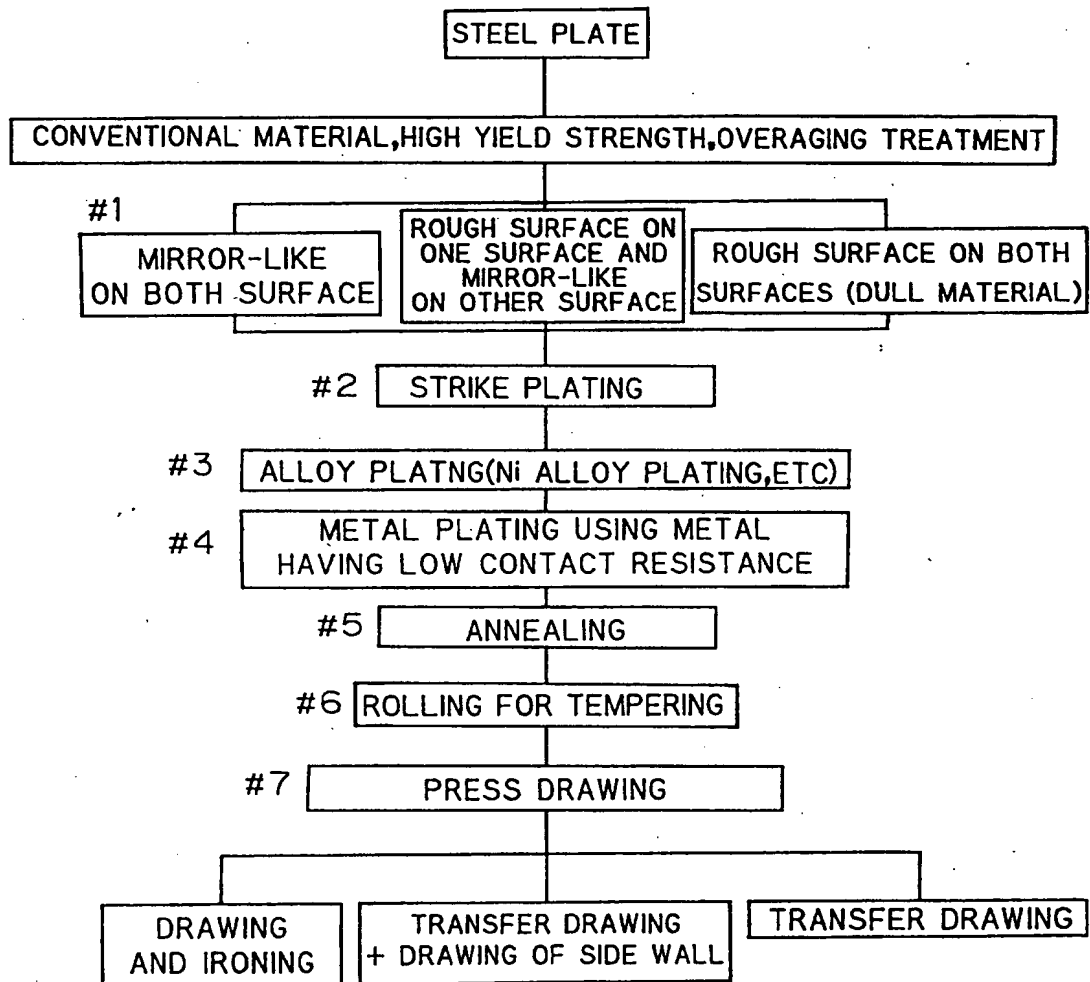 STEEL PLATE
CONVENTIONAL MATERIAL,HIGH YIELD STRENGTH,OVERAGING TREATMENT
#1
MIRROR-LIKE
ON BOTH SURFACE
ROUGH SURFACE ON
ONE SURFACE AND
MIRROR-LIKE
ON OTHER SURFACE
ROUGH SURFACE ON BOTH
SURFACES (DULL MATERIAL)
#2 STRIKE PLATING
#3 ALLOY PLATNG(Ni ALLOY PLATING,ETC)
#4 METAL PLATING USING METAL
HAVING LOW CONTACT RESISTANCE
#5 ANNEALING
#6 ROLLING FOR TEMPERING
#7 PRESS DRAWING
DRAWING
AND IRONING
TRANSFER DRAWING
+ DRAWING OF SIDE WALL
TRANSFER DRAWING